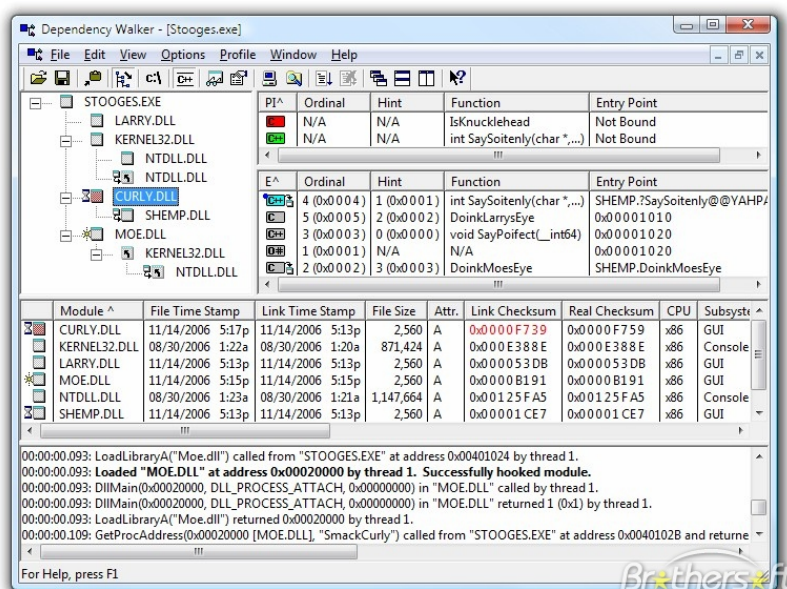 Dependency Walker - [Stooges.exe]
File Edit View Options Profile Window Help
c:\ C++
STOOGES.EXE
LARRY.DLL
KERNEL32.DLL
NTDLL.DLL
NTDLL.DLL
CURLY.DLL
SHEMP.DLL
MOE.DLL
KERNEL32.DLL
NTDLL.DLL
PI^ Ordinal Hint Function Entry Point
C N/A N/A IsKnucklehead Not Bound
C++ N/A N/A int SaySoitenly(char *,...) Not Bound
E^ Ordinal Hint Function Entry Point
C++ 4 (0x0004) 1 (0x0001) int SaySoitenly(char *,...) SHEMP.?SaySoitenly@@YAHPA
C 5 (0x0005) 2 (0x0002) DoinkLarrysEye 0x00001010
C++ 3 (0x0003) 0 (0x0000) void SayPoifect(__int64) 0x00001020
O# 1 (0x0001) N/A N/A 0x00001020
C 2 (0x0002) 3 (0x0003) DoinkMoesEye SHEMP.DoinkMoesEye
Module ^ File Time Stamp Link Time Stamp File Size Attr. Link Checksum Real Checksum CPU Subsyste
CURLY.DLL 11/14/2006 5:17p 11/14/2006 5:13p 2,560 A 0x0000F739 0x0000F759 x86 GUI
KERNEL32.DLL 08/30/2006 1:22a 08/30/2006 1:20a 871,424 A 0x000E388E 0x000E388E x86 Console
LARRY.DLL 11/14/2006 5:13p 11/14/2006 5:13p 2,560 A 0x000053DB 0x000053DB x86 GUI
MOE.DLL 11/14/2006 5:15p 11/14/2006 5:15p 2,560 A 0x0000B191 0x0000B191 x86 GUI
NTDLL.DLL 08/30/2006 1:23a 08/30/2006 1:21a 1,147,664 A 0x00125FA5 0x00125FA5 x86 Console
SHEMP.DLL 11/14/2006 5:13p 11/14/2006 5:13p 2,560 A 0x00001CE7 0x00001CE7 x86 GUI
00:00:00.093: LoadLibraryA("Moe.dll") called from "STOOGES.EXE" at address 0x00401024 by thread 1.
00:00:00.093: Loaded "MOE.DLL" at address 0x00020000 by thread 1. Successfully hooked module.
00:00:00.093: DllMain(0x00020000, DLL_PROCESS_ATTACH, 0x00000000) in "MOE.DLL" called by thread 1.
00:00:00.093: DllMain(0x00020000, DLL_PROCESS_ATTACH, 0x00000000) in "MOE.DLL" returned 1 (0x1) by thread 1.
00:00:00.093: LoadLibraryA("Moe.dll") returned 0x00020000 by thread 1.
00:00:00.109: GetProcAddress(0x00020000 [MOE.DLL], "SmackCurly") called from "STOOGES.EXE" at address 0x0040102B and returne
For Help, press F1
Brothersoft